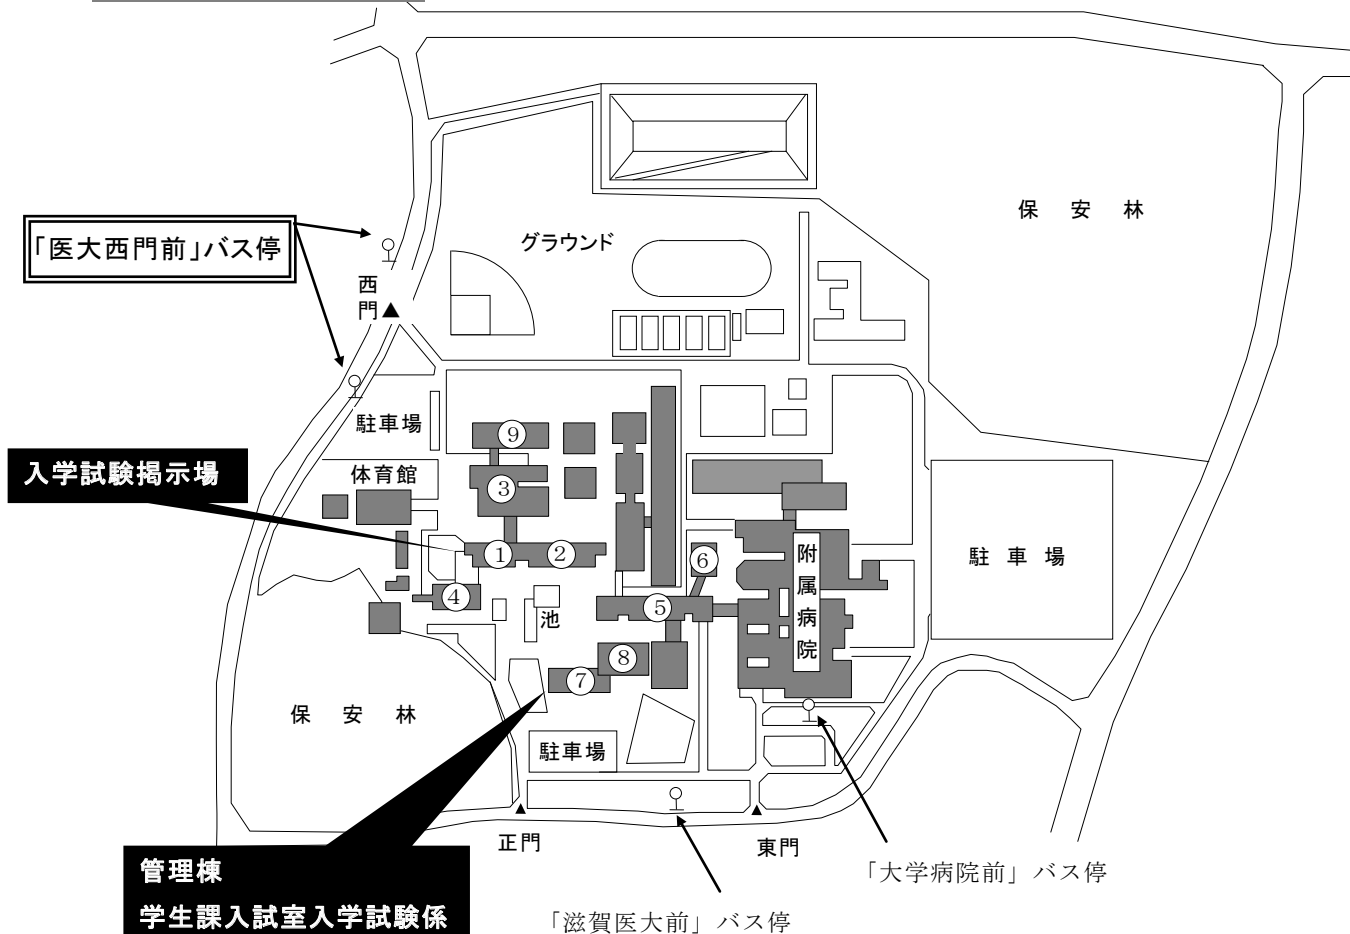 保安林
グラウンド
「医大西門前」バス停
西門
駐車場
⑨
入学試験掲示場
体育館
③
①
②
⑥
附属病院
駐車場
④
池
⑤
⑧
⑦
保安林
駐車場
正門
東門
管理棟
学生課入試室入学試験係
「大学病院前」バス停
「滋賀医大前」バス停